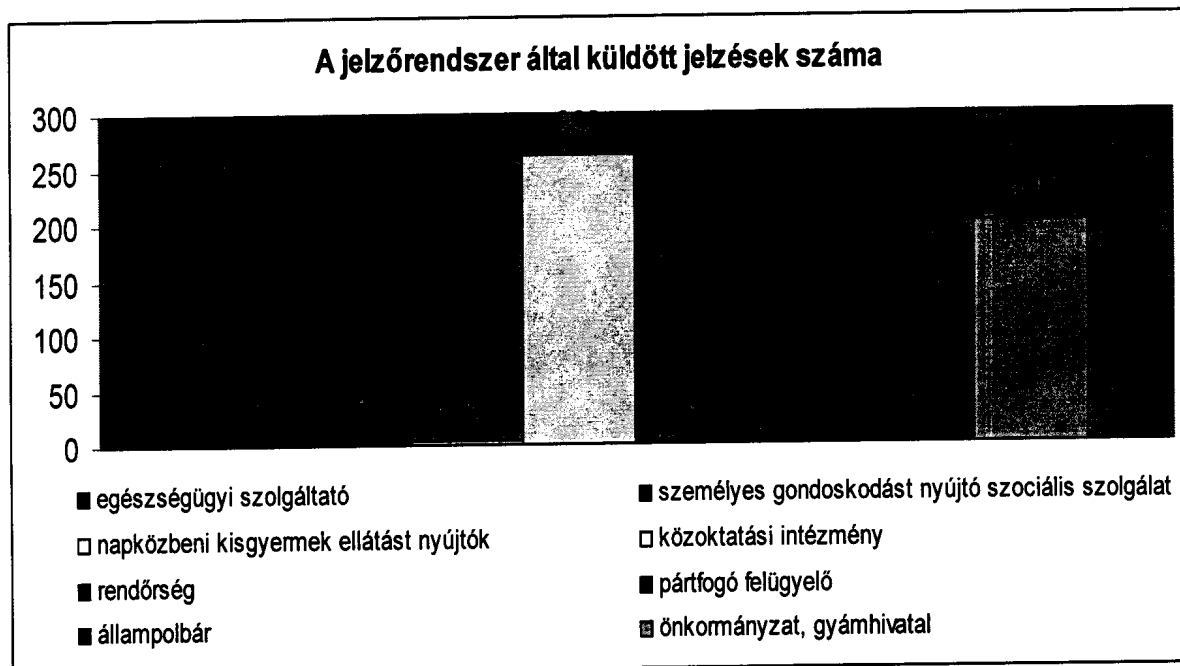 A jelzőrendszer által küldött jelzések száma
300
250
200
150
100
50
0
egészségügyi szolgáltató
személyes gondoskodást nyújtó szociális szolgálat
napközbeni kisgyermek ellátást nyújtók
közoktatási intézmény
rendőrség
pártfogó felügyelő
állampolbár
önkormányzat, gyámhivatal